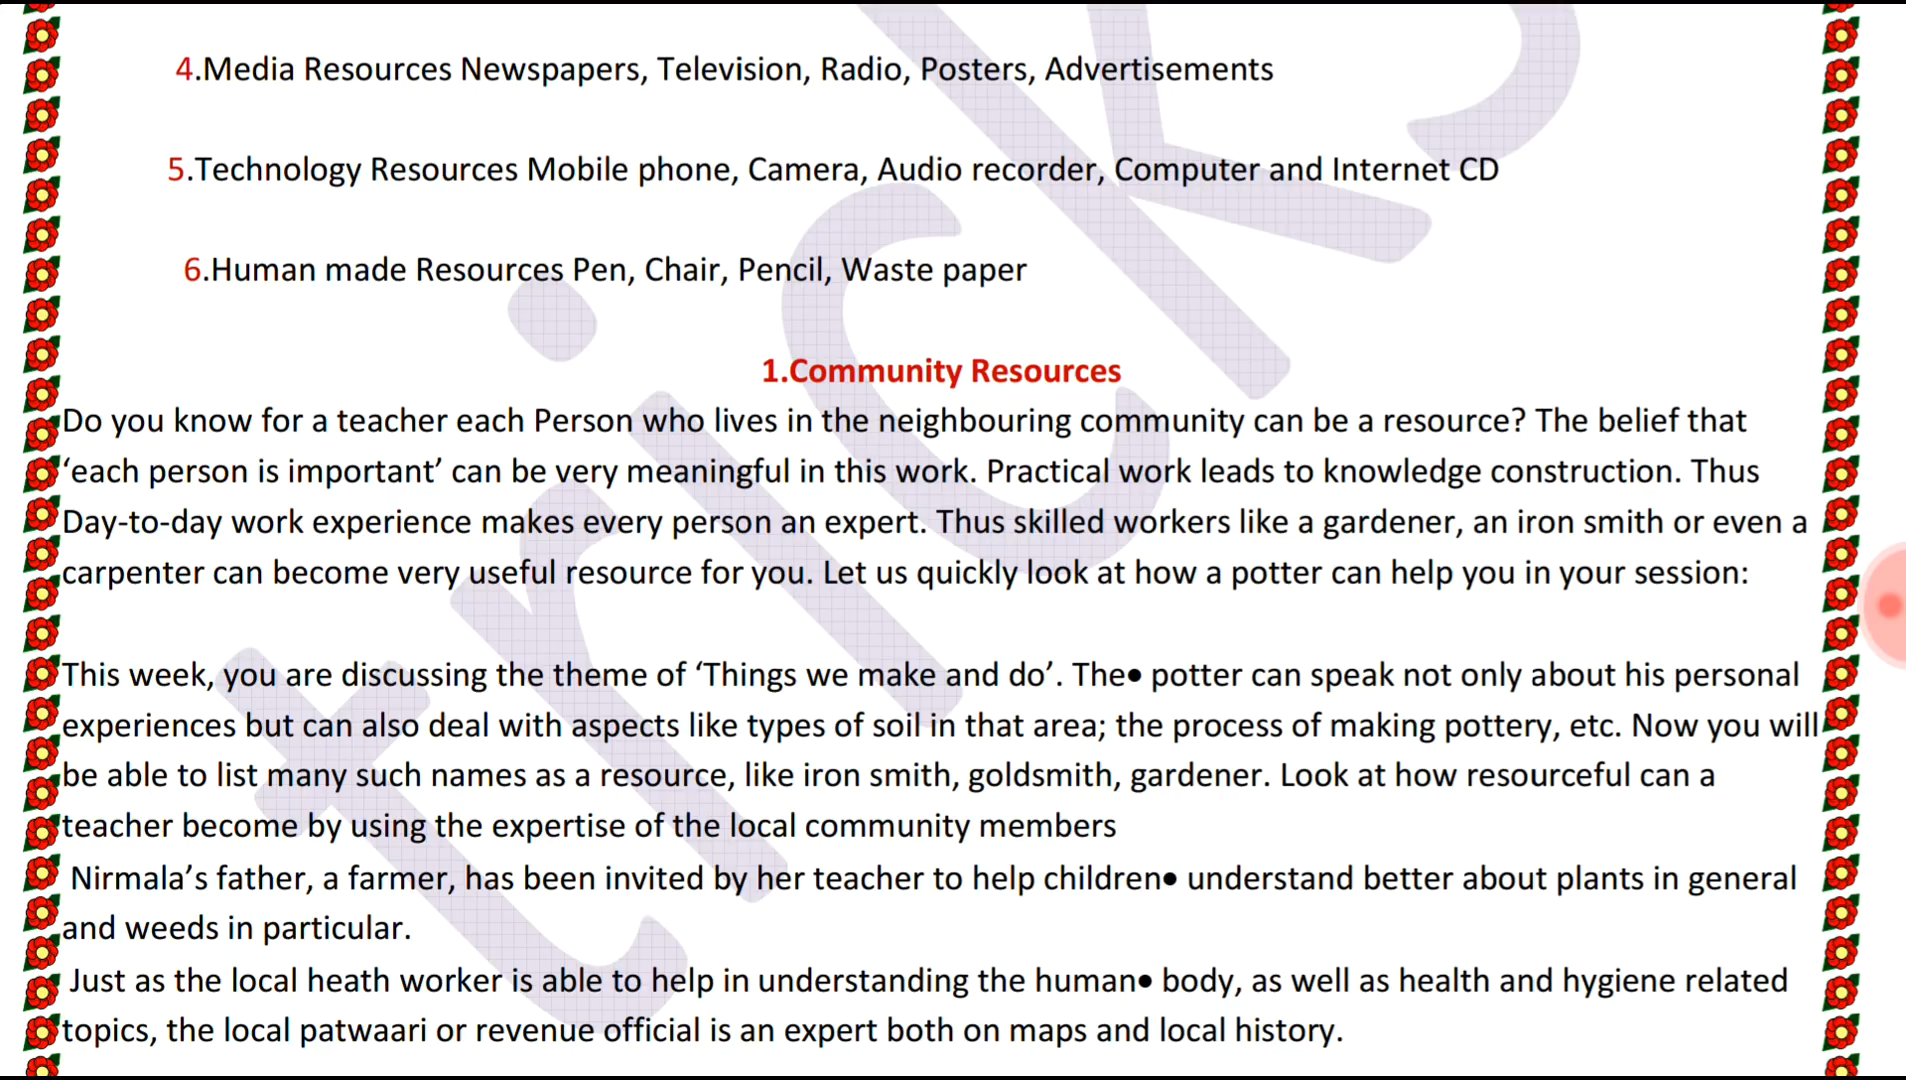 4.Media Resources Newspapers, Television, Radio, Posters, Advertisements
5.Technology Resources Mobile phone, Camera, Audio recorder, Computer and Internet CD
6.Human made Resources Pen, Chair, Pencil, Waste paper
1.Community Resources
Do you know for a teacher each Person who lives in the neighbouring community can be a resource? The belief that
‘each person is important’ can be very meaningful in this work. Practical work leads to knowledge construction. Thus
Day-to-day work experience makes every person an expert. Thus skilled workers like a gardener, an iron smith or even a
carpenter can become very useful resource for you. Let us quickly look at how a potter can help you in your session:
This week, you are discussing the theme of ‘Things we make and do’. The● potter can speak not only about his personal
experiences but can also deal with aspects like types of soil in that area; the process of making pottery, etc. Now you will
be able to list many such names as a resource, like iron smith, goldsmith, gardener. Look at how resourceful can a
teacher become by using the expertise of the local community members
Nirmala’s father, a farmer, has been invited by her teacher to help children● understand better about plants in general
and weeds in particular.
Just as the local heath worker is able to help in understanding the human● body, as well as health and hygiene related
topics, the local patwaari or revenue official is an expert both on maps and local history.
tricks